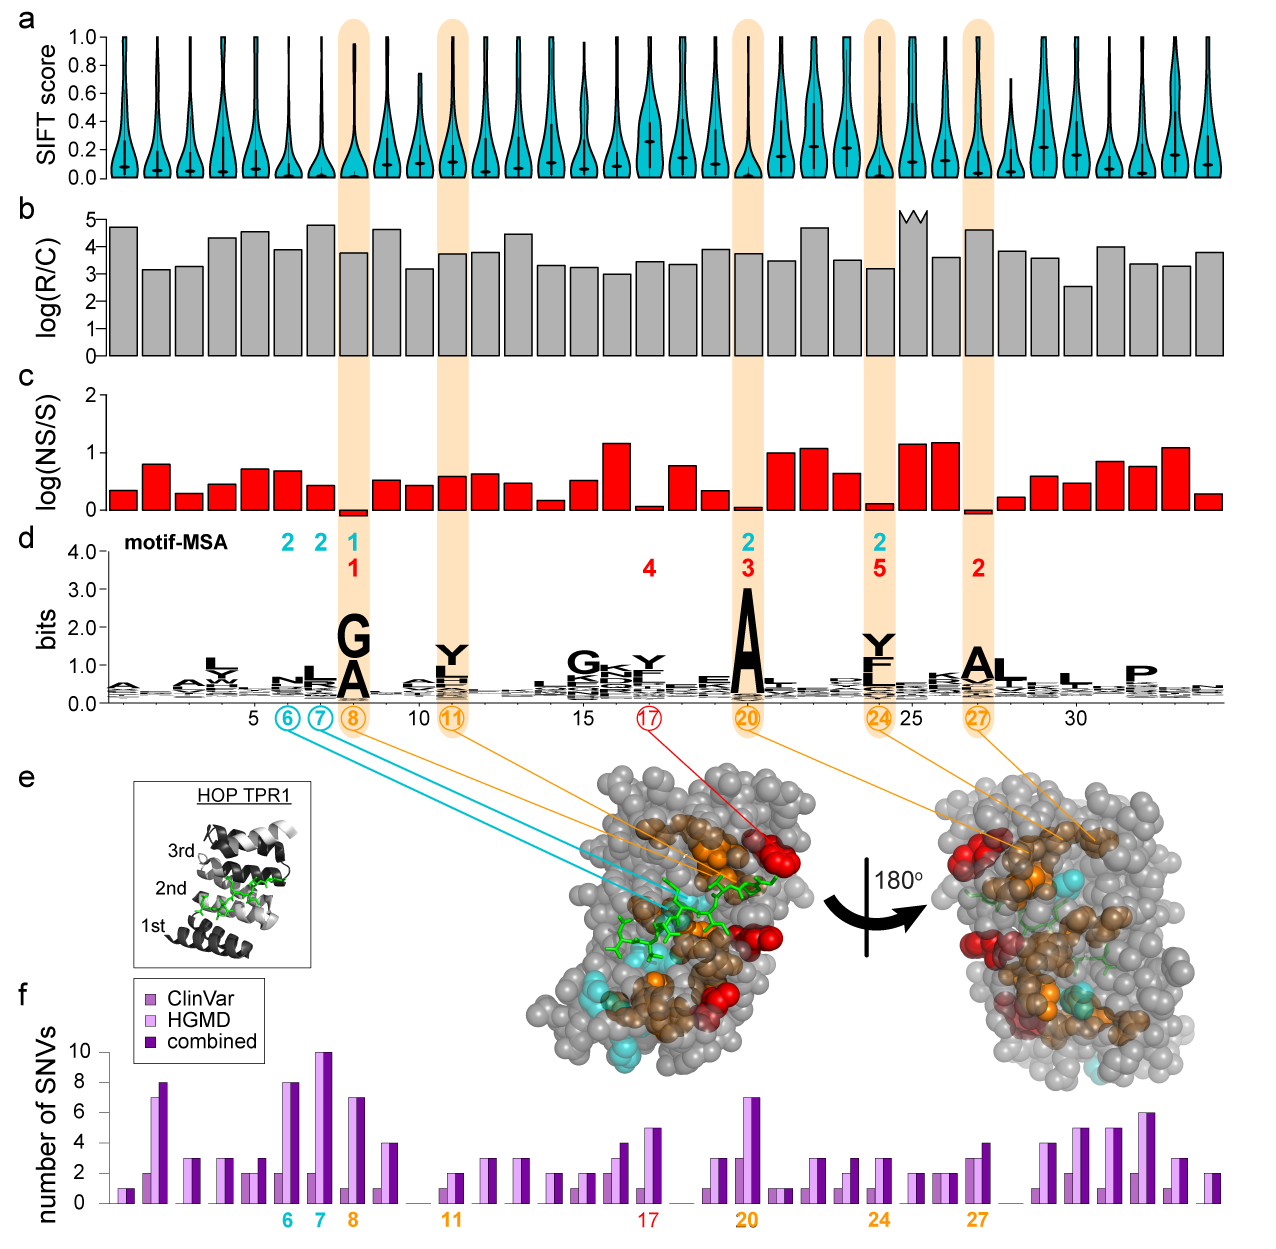 a
SIFT score
1.0
0.8
0.6
0.4
0.2
0.0
b
log(R/C)
5
4
3
2
1
0
c
log(NS/S)
2
1
0
d
motif-MSA
2 2 1 2 2
1 4 3 5 2
bits
4.0
3.0
2.0
1.0
0.0
A L L G A Y G K Y A Y F A L P
5 6 7 8 10 11 15 17 20 24 25 27 30
e
HOP TPR1
3rd
2nd
1st
180o
f
ClinVar
HGMD
combined
number of SNVs
10
8
6
4
2
0
6 7 8 11 17 20 24 27